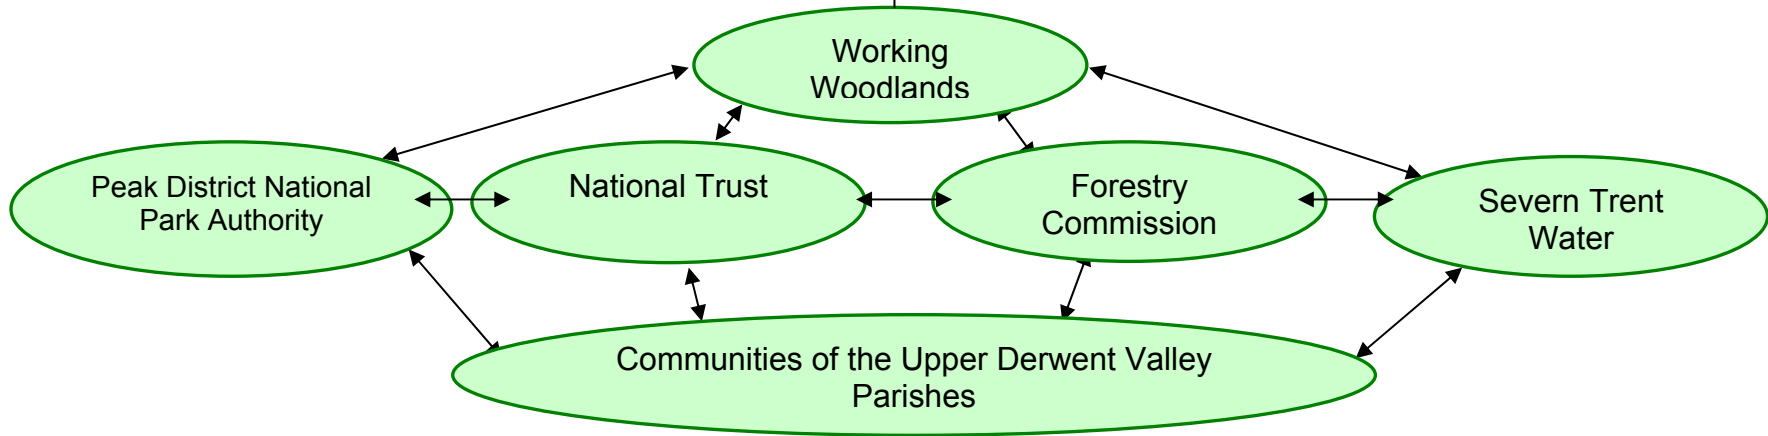 Working
Woodlands
Peak District National
Park Authority
National Trust
Forestry
Commission
Severn Trent
Water
Communities of the Upper Derwent Valley
Parishes